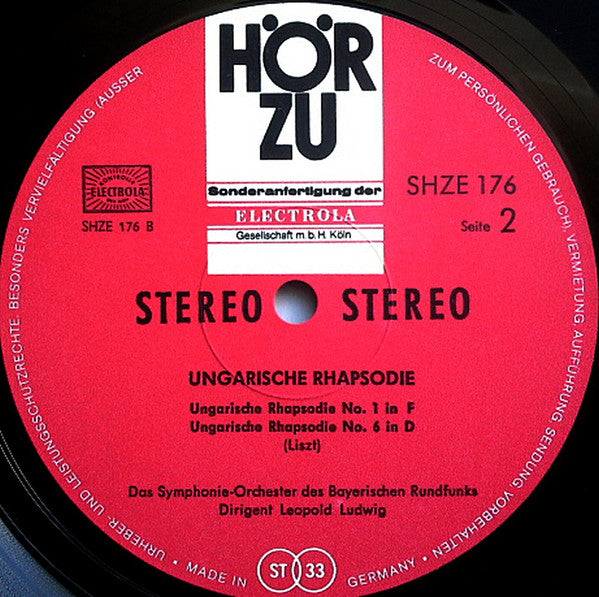 HÖR
ZU
Sonderanfertigung der
ELECTROLA
Gesellschaft m.b.H. Köln
KONTROLLE
ELECTROLA
SHZE 176 B
SHZE 176
Seite 2
STEREO STEREO
UNGARISCHE RHAPSODIE
Ungarische Rhapsodie No. 1 in F
Ungarische Rhapsodie No. 6 in D
(Liszt)
Das Symphonie-Orchester des Bayerischen Rundfunks
Dirigent Leopold Ludwig
URHEBER- UND LEISTUNGSSCHUTZRECHTE, BESONDERS VERVIELFÄLTIGUNG (AUSSER ZUM PERSÖNLICHEN GEBRAUCH), VERMIETUNG AUFFÜHRUNG, SENDUNG VORBEHALTEN
• MADE IN ST 33 GERMANY •